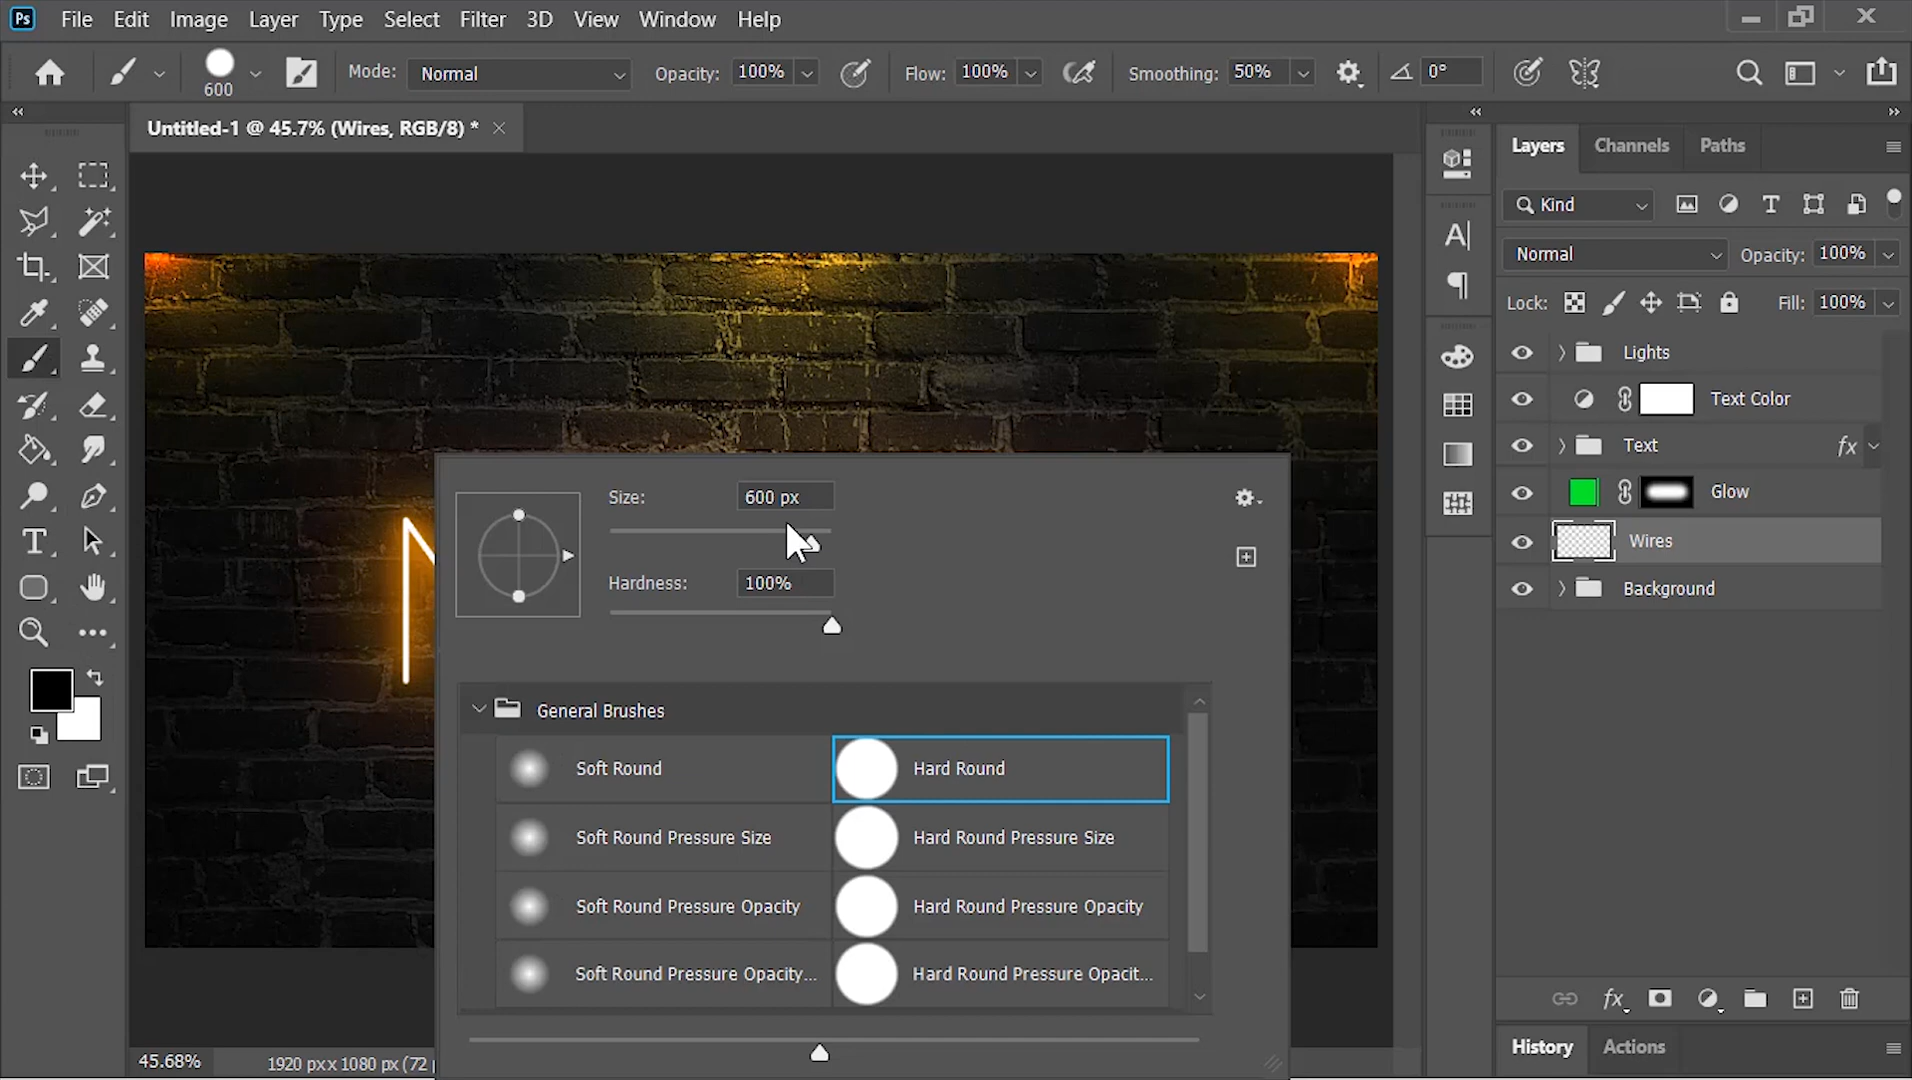 Ps File Edit Image Layer Type Select Filter 3D View Window Help
600 Mode: Normal Opacity: 100% Flow: 100% Smoothing: 50% 0°
Untitled-1 @ 45.7% (Wires, RGB/8) *
Layers Channels Paths
Kind
Normal Opacity: 100%
Lock: Fill: 100%
Lights
Text Color
Text fx
Glow
Wires
Background
Size: 600 px
Hardness: 100%
General Brushes
Soft Round Hard Round
Soft Round Pressure Size Hard Round Pressure Size
Soft Round Pressure Opacity Hard Round Pressure Opacity
Soft Round Pressure Opacity... Hard Round Pressure Opacit...
fx
History Actions
45.68% 1920 px x 1080 px (72 p